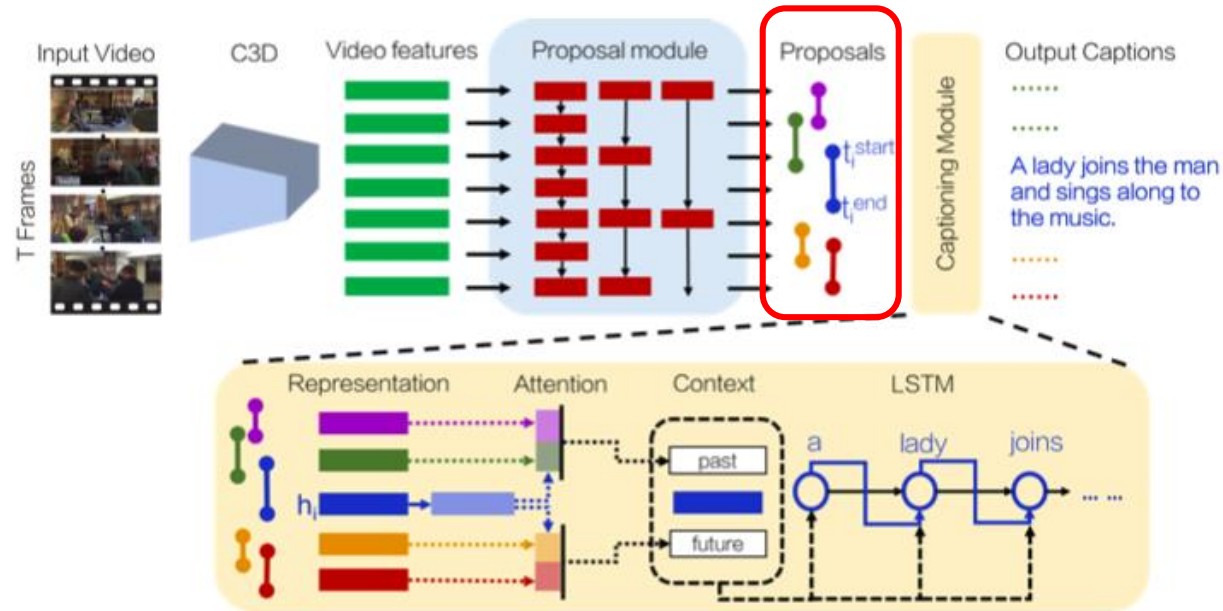 Input Video
C3D
Video features
Proposal module
Proposals
Output Captions
T Frames
t_i^start
t_i^end
Captioning Module
......
......
A lady joins the man
and sings along to
the music.
......
......
Representation
Attention
Context
LSTM
h_i
past
future
a
lady
joins
... ...